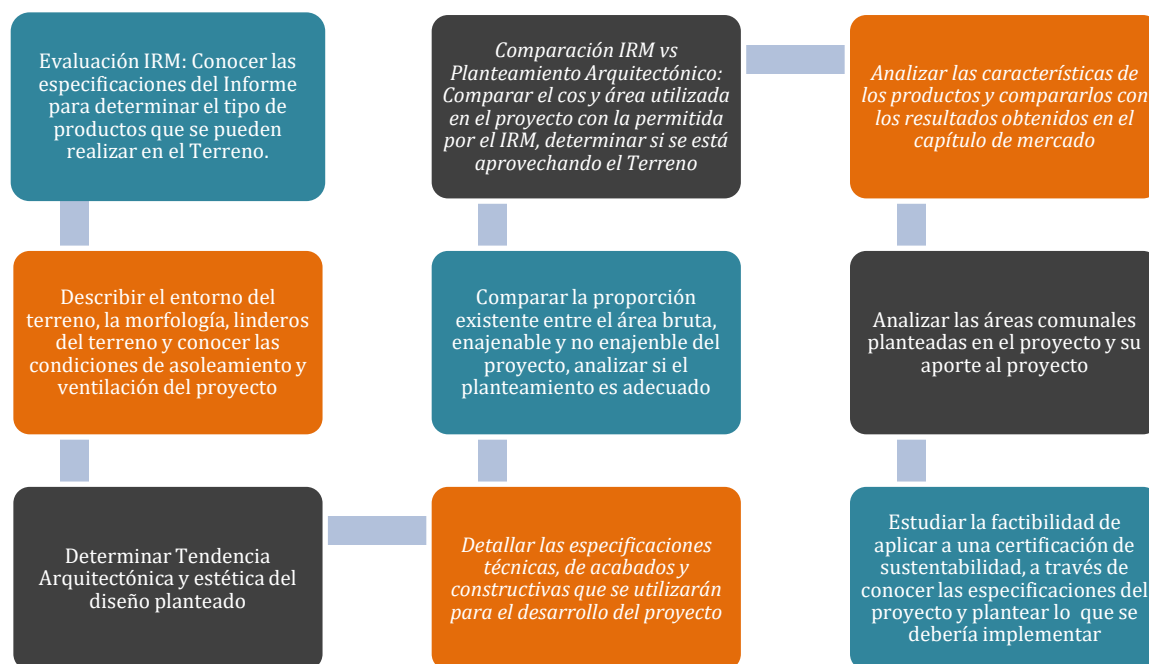 Evaluación IRM: Conocer las
especificaciones del Informe
para determinar el tipo de
productos que se pueden
realizar en el Terreno.
Describir el entorno del
terreno, la morfología, linderos
del terreno y conocer las
condiciones de asoleamiento y
ventilación del proyecto
Determinar Tendencia
Arquitectónica y estética del
diseño planteado
Detallar las especificaciones
técnicas, de acabados y
constructivas que se utilizarán
para el desarrollo del proyecto
Comparar la proporción
existente entre el área bruta,
enajenable y no enajenble del
proyecto, analizar si el
planteamiento es adecuado
Comparación IRM vs
Planteamiento Arquitectónico:
Comparar el cos y área utilizada
en el proyecto con la permitida
por el IRM, determinar si se está
aprovechando el Terreno
Analizar las características de
los productos y compararlos con
los resultados obtenidos en el
capítulo de mercado
Analizar las áreas comunales
planteadas en el proyecto y su
aporte al proyecto
Estudiar la factibilidad de
aplicar a una certificación de
sustentabilidad, a través de
conocer las especificaciones del
proyecto y plantear lo que se
debería implementar